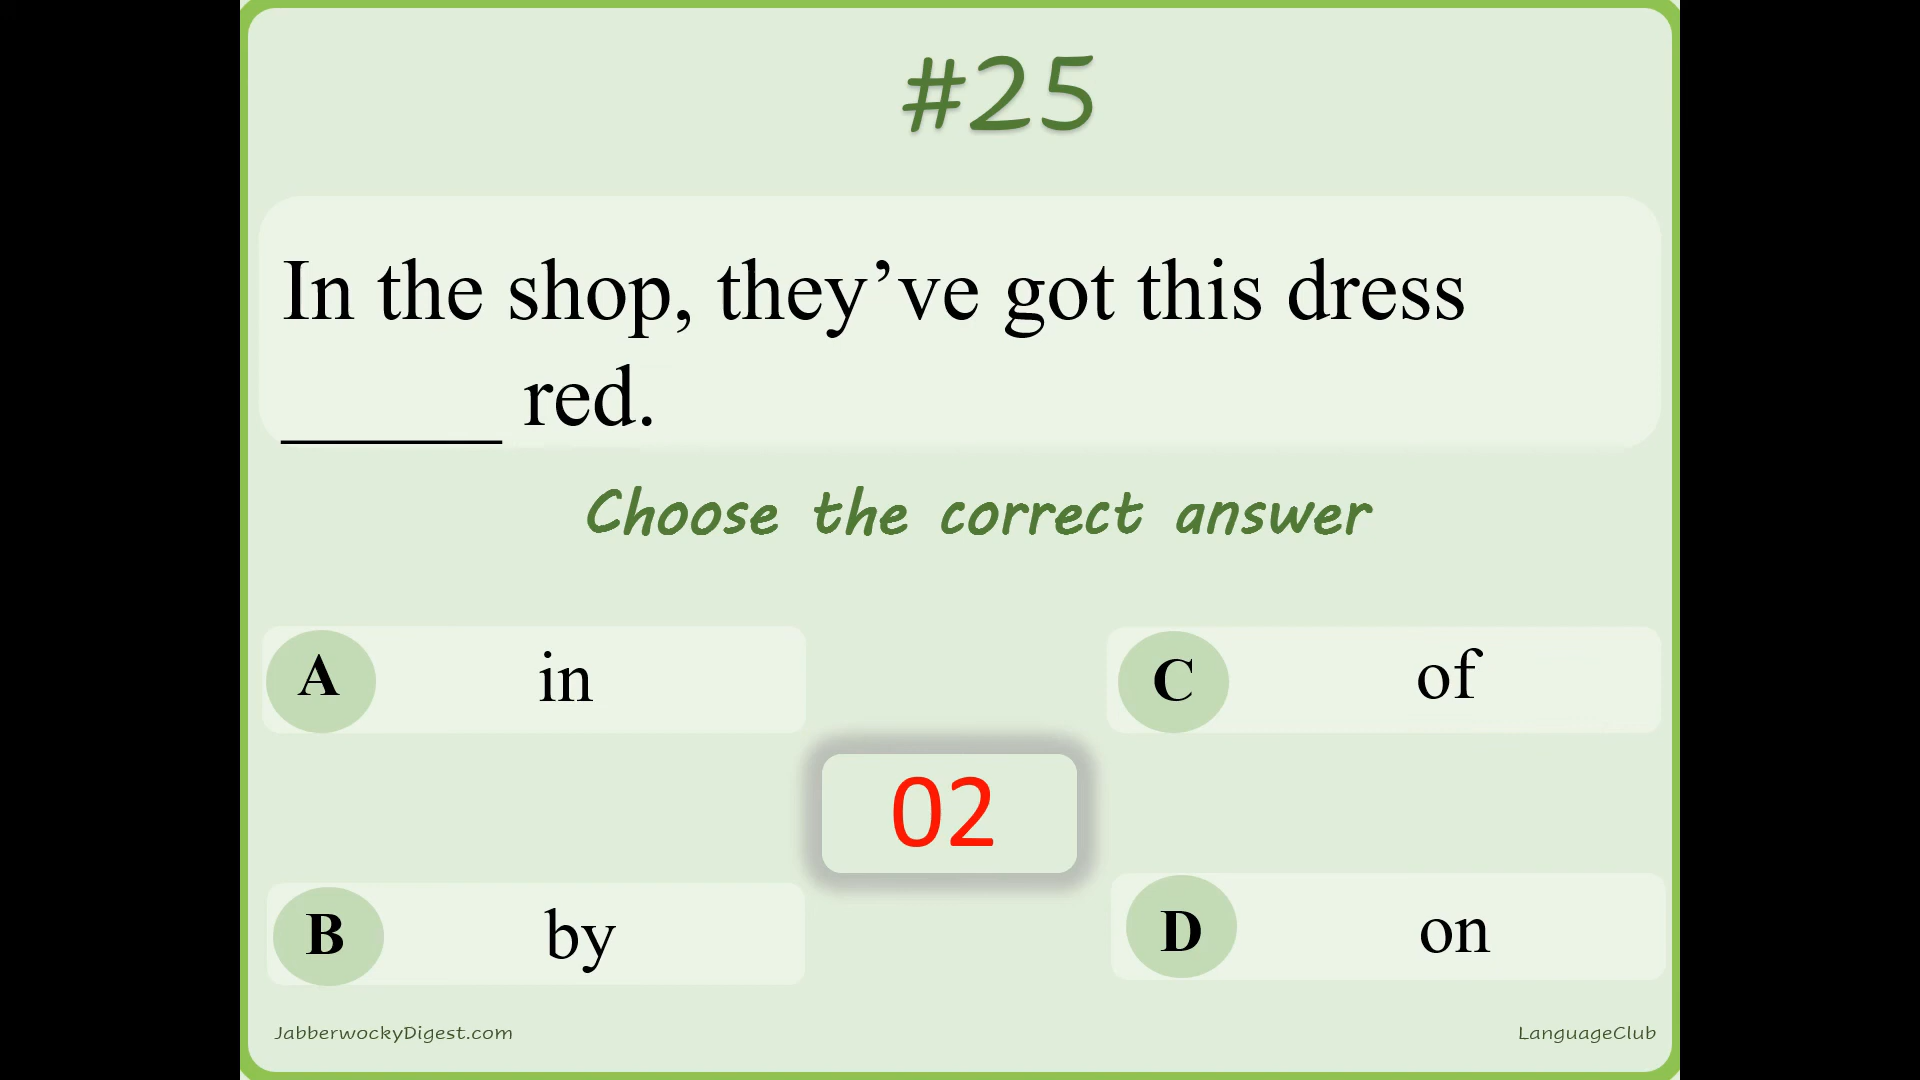 #25
In the shop, they’ve got this dress
_____ red.
Choose the correct answer
A in
C of
02
B by
D on
JabberwockyDigest.com
LanguageClub